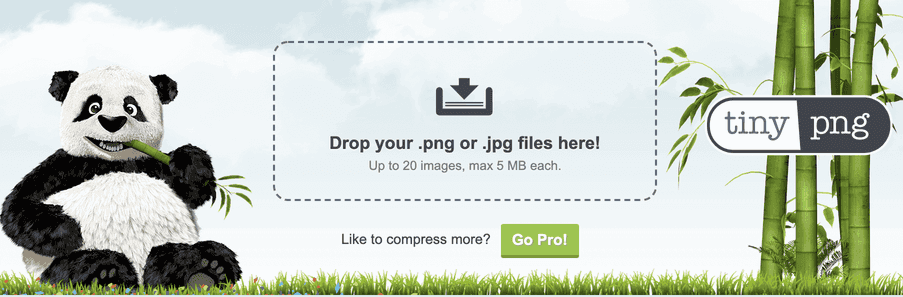 Drop your .png or .jpg files here!
Up to 20 images, max 5 MB each.
tiny png
Like to compress more? Go Pro!